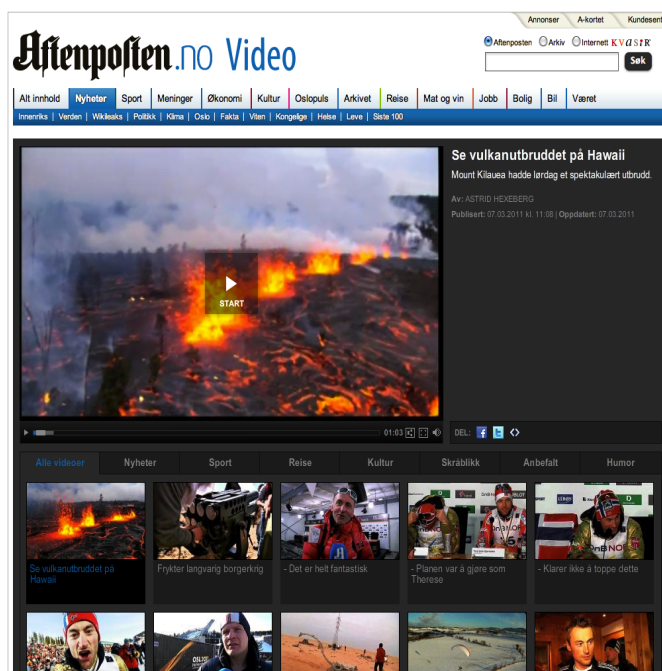 Annonser A-kortet Kundesent
Aftenposten.no Video
Aftenposten Arkiv Internett KVASIR
Søk
Alt innhold Nyheter Sport Meninger Økonomi Kultur Oslopuls Arkivet Reise Mat og vin Jobb Bolig Bil Været
Innenriks | Verden | Wikileaks | Politikk | Klima | Oslo | Fakta | Viten | Kongelige | Helse | Leve | Siste 100
Se vulkanutbruddet på Hawaii
Mount Kilauea hadde lørdag et spektakulært utbrudd.
Av: ASTRID HEXEBERG
Publisert: 07.03.2011 kl. 11:08 | Oppdatert: 07.03.2011
START
01:03
DEL:
Alle videoer Nyheter Sport Reise Kultur Skråblikk Anbefalt Humor
Se vulkanutbruddet på
Hawaii
Frykter langvarig borgerkrig
- Det er helt fantastisk
- Planen var å gjøre som
Therese
- Klarer ikke å toppe dette